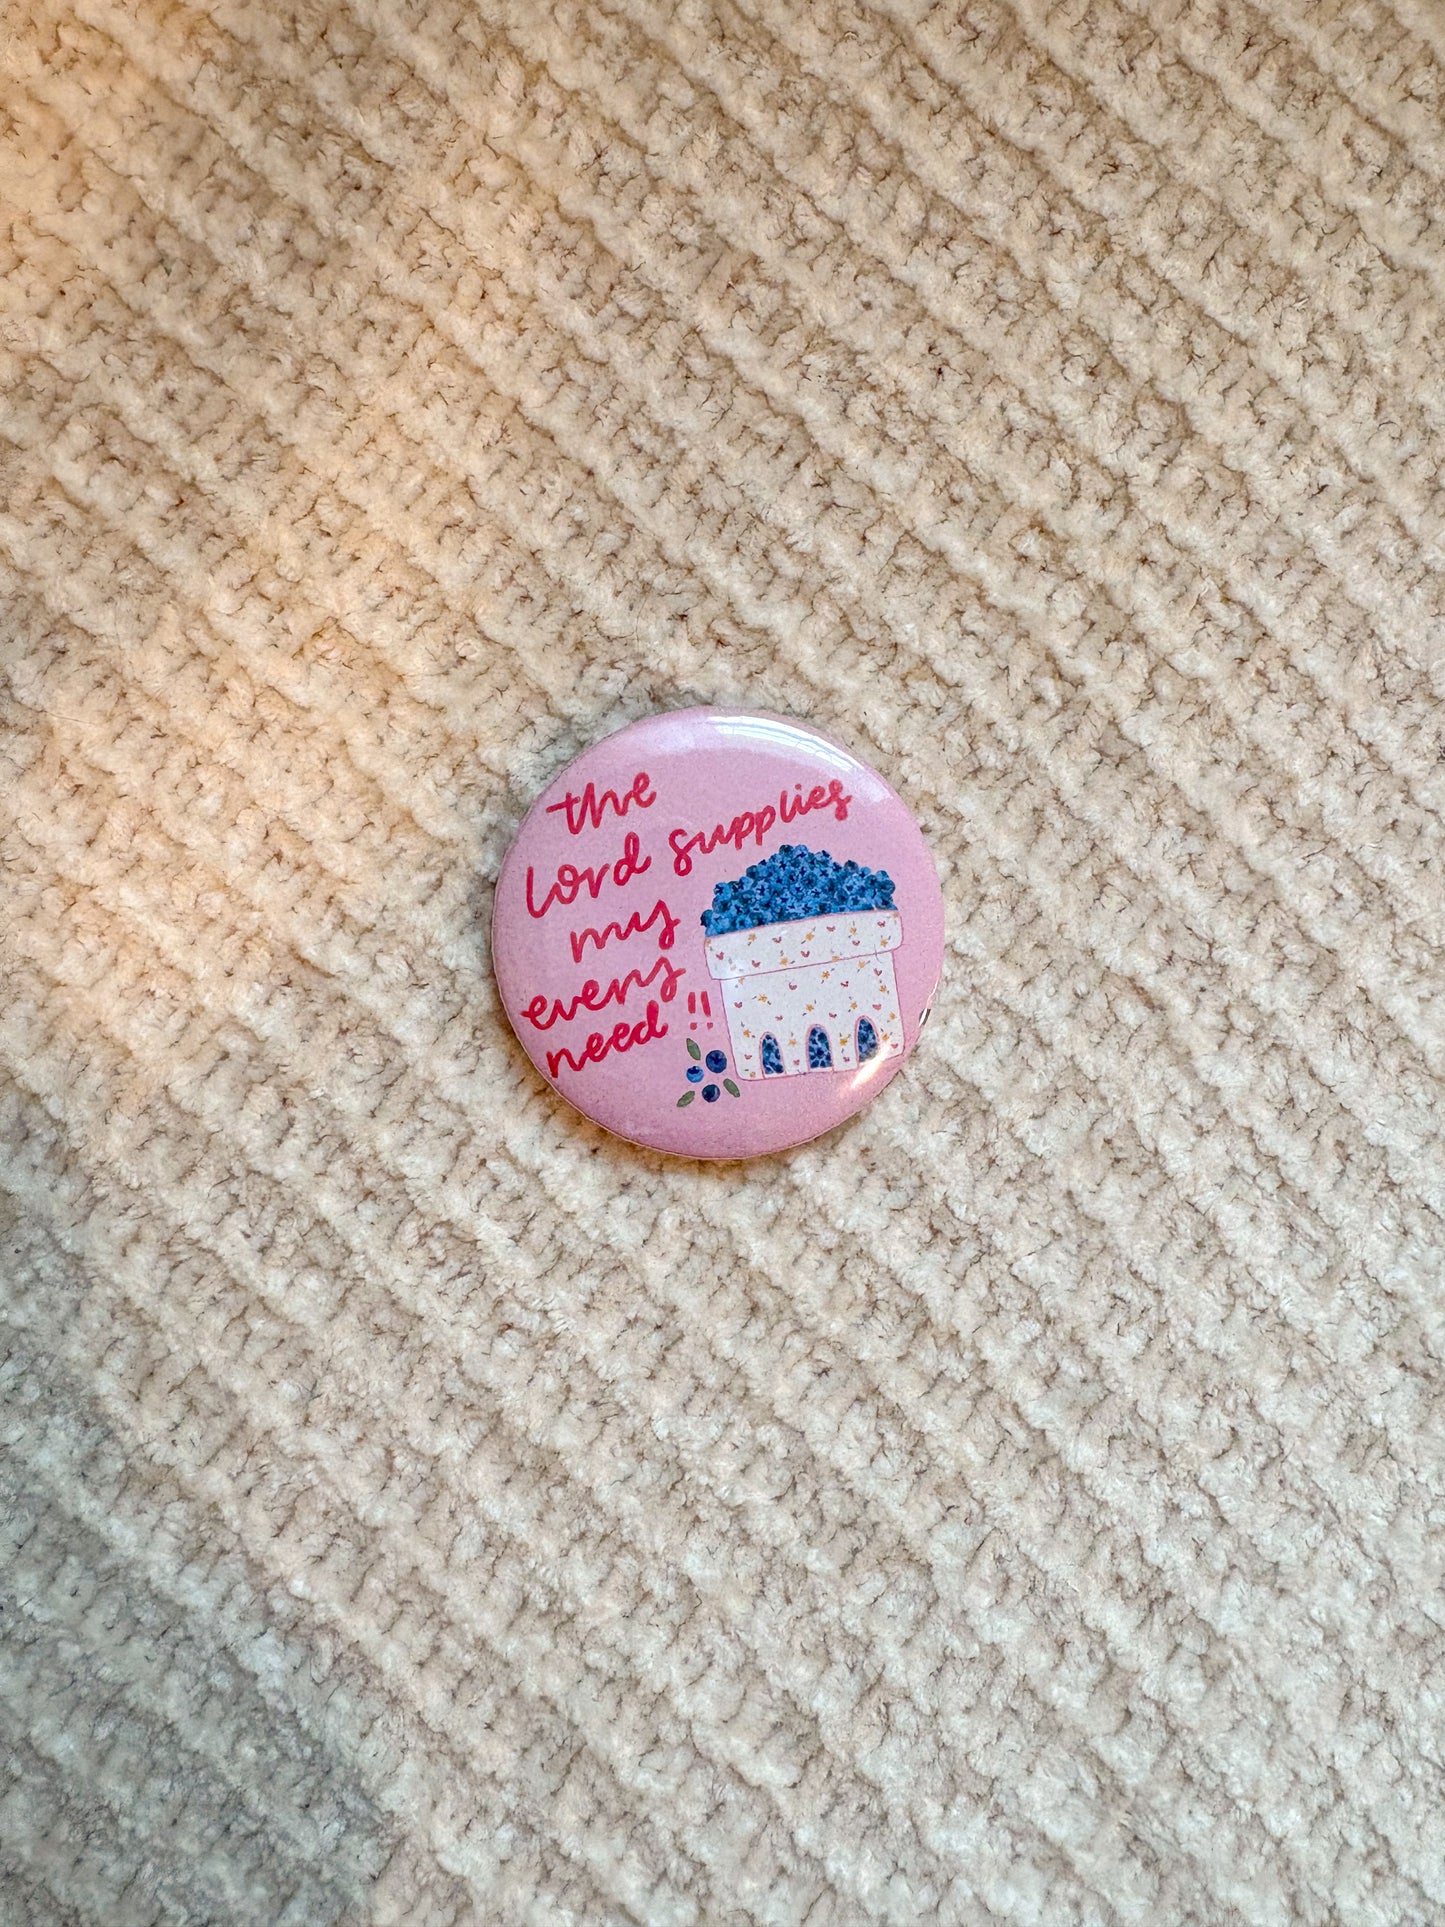 the
lord supplies
my
every
need !!